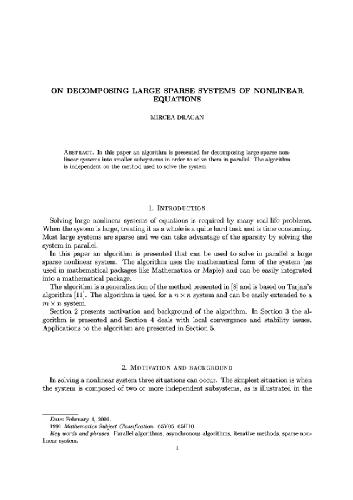 ON DECOMPOSING LARGE SPARSE SYSTEMS OF NONLINEAR
EQUATIONS
MIRCEA DRAGAN
Abstract. In this paper an algorithm is presented for decomposing large sparse non-
linear systems into smaller subsystems in order to solve them in parallel. The algorithm
is independent on the method used to solve the system.
1. Introduction
Solving large nonlinear systems of equations is required by many real life problems.
When the system is large, treating it as a whole is a quite hard task and is time consuming.
Most large systems are sparse and we can take advantage of the sparsity by solving the
system in parallel.
In this paper an algorithm is presented that can be used to solve in parallel a large
sparse nonlinear system. The algorithm uses the mathematical form of the system (as
used in mathematical packages like Mathematica or Maple) and can be easily integrated
into a mathematical package.
The algorithm is a generalization of the method presented in [8] and is based on Tarjan's
algorithm [11]. The algorithm is used for a n × n system and can be easily extended to a
m × n system.
Section 2 presents motivation and background of the algorithm. In Section 3 the al-
gorithm is presented and Section 4 deals with local convergence and stability issues.
Applications to the algorithm are presented in Section 5.
2. Motivation and background
In solving a nonlinear system three situations can occur. The simplest situation is when
the system is composed of two or more independent subsystems, as is illustrated in the
Date: February 4, 2001.
Mathematics Subject Classification.
Key words and phrases. Parallel algorithms, asynchronous algorithms, iterative methods, sparse non-
linear system.
1